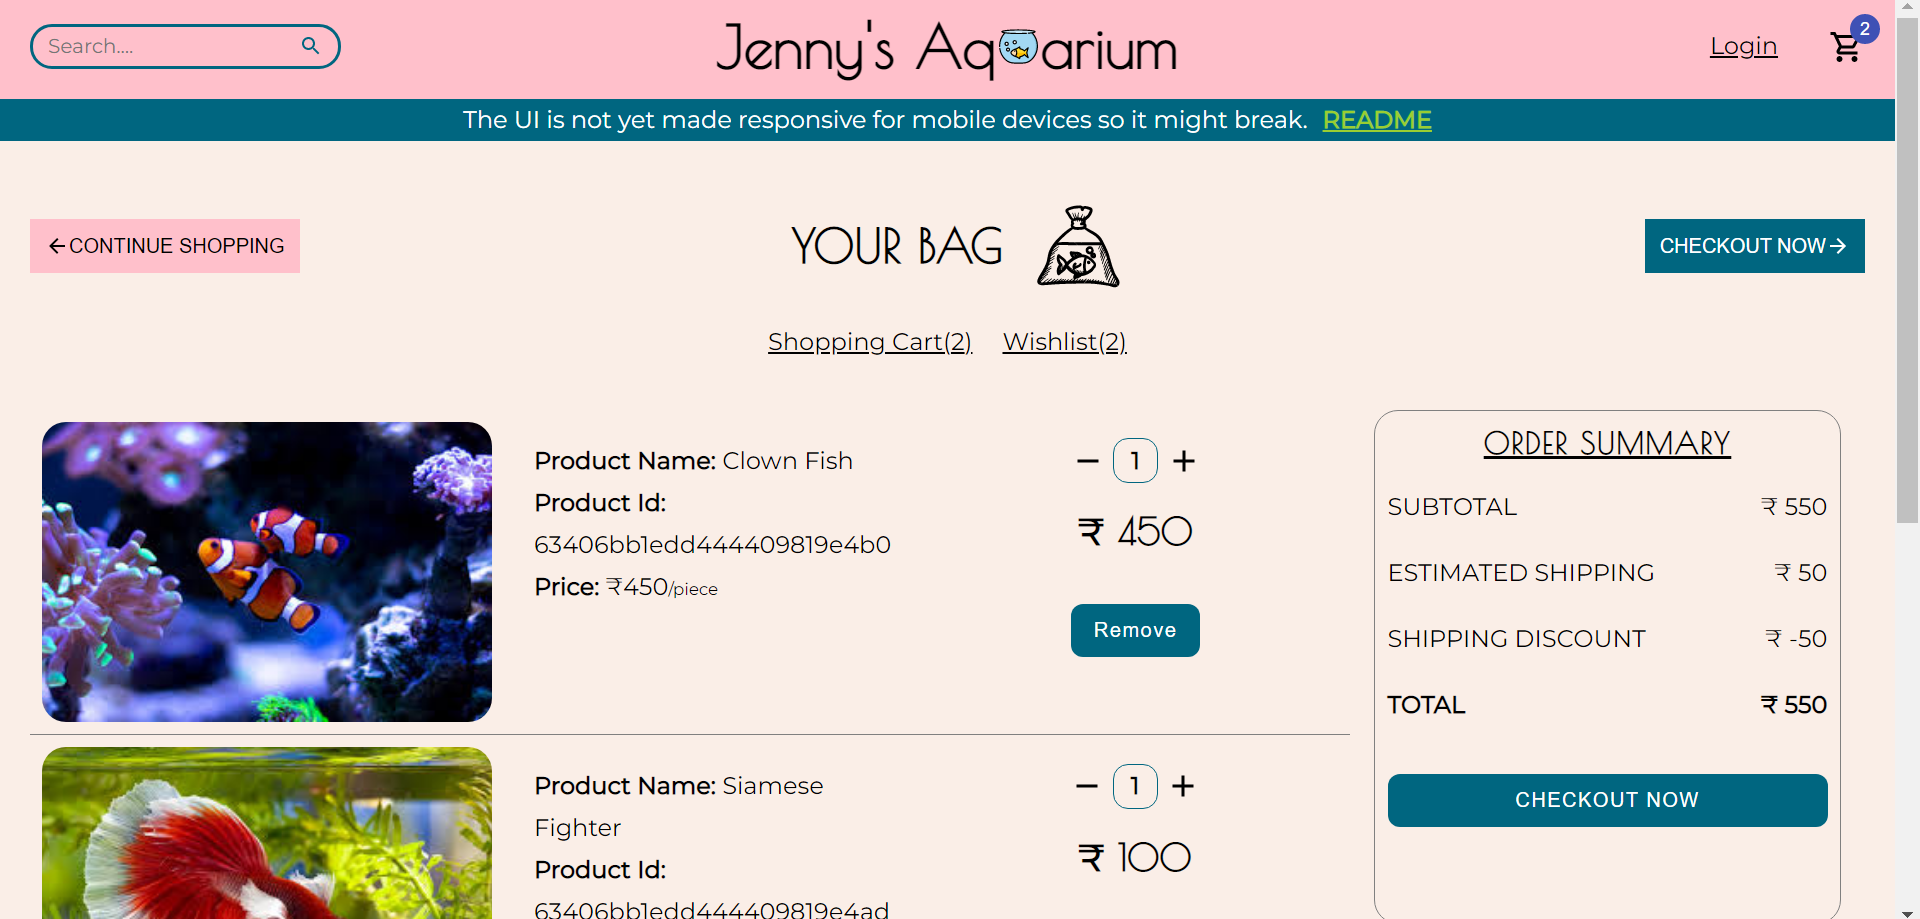 Search....
Jenny's Aquarium
Login
2
The UI is not yet made responsive for mobile devices so it might break. README
CONTINUE SHOPPING
YOUR BAG
CHECKOUT NOW
Shopping Cart(2) Wishlist(2)
Product Name: Clown Fish
Product Id:
63406bb1edd444409819e4b0
Price: ₹450/piece
1
₹ 450
Remove
Product Name: Siamese
Fighter
Product Id:
63406bb1edd444409819e4ad
1
₹ 100
ORDER SUMMARY
SUBTOTAL ₹ 550
ESTIMATED SHIPPING ₹ 50
SHIPPING DISCOUNT ₹ -50
TOTAL ₹ 550
CHECKOUT NOW